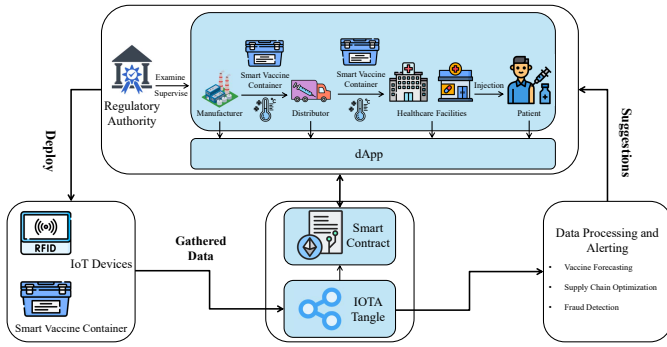 Examine
Supervise
Regulatory
Authority
Smart Vaccine
Container
Smart Vaccine
Container
Injection
Manufacturer
Distributor
Healthcare Facilities
Patient
dApp
Deploy
Suggestions
RFID
IoT Devices
Smart Vaccine Container
Gathered
Data
Smart
Contract
IOTA
Tangle
Data Processing and
Alerting
• Vaccine Forecasting
• Supply Chain Optimization
• Fraud Detection